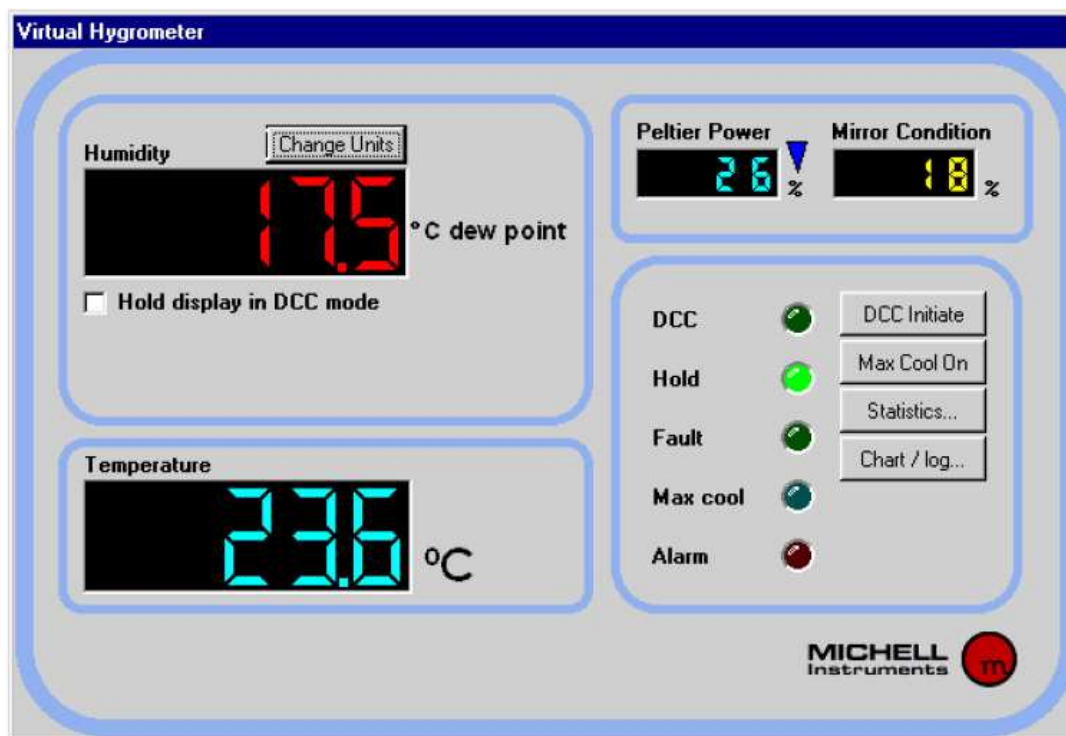 Virtual Hygrometer
Humidity
Change Units
17.5 °C dew point
Hold display in DCC mode
Temperature
23.6 °C
Peltier Power
26 %
Mirror Condition
18 %
DCC
DCC Initiate
Hold
Max Cool On
Fault
Statistics...
Chart / log...
Max cool
Alarm
MICHELL
Instruments
m